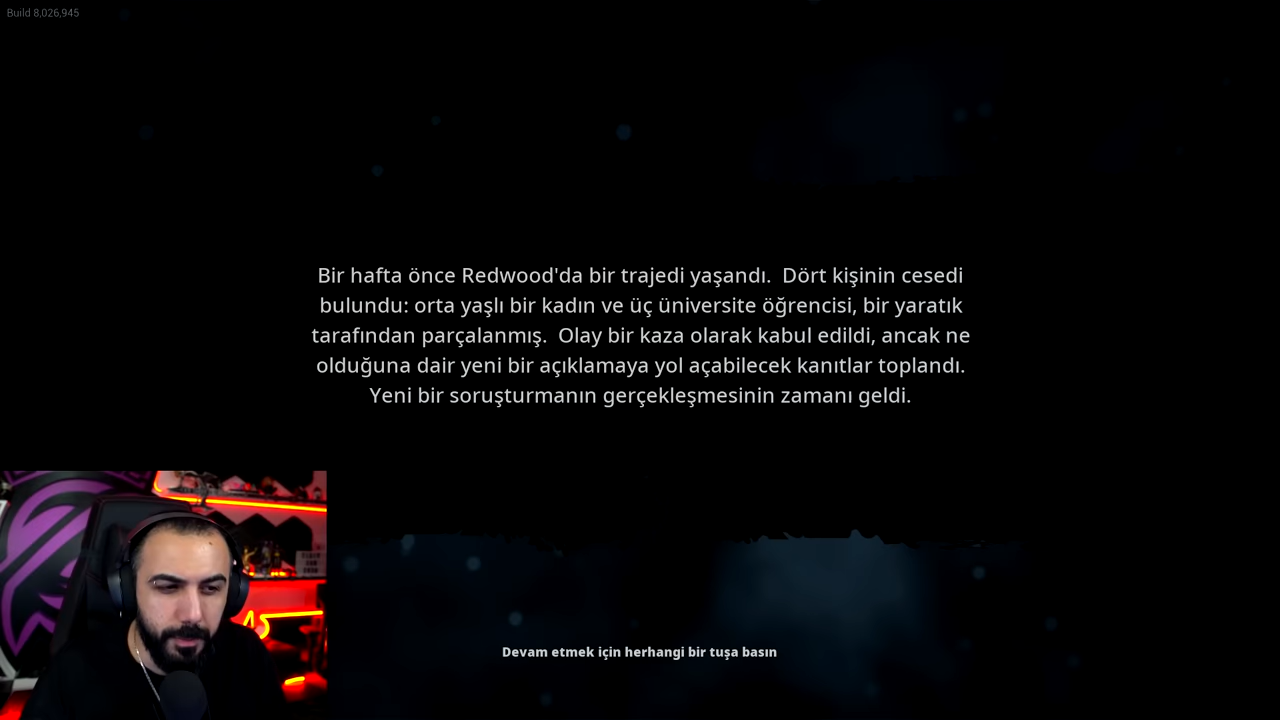 Build 8,026,945
Bir hafta önce Redwood'da bir trajedi yaşandı.  Dört kişinin cesedi
bulundu: orta yaşlı bir kadın ve üç üniversite öğrencisi, bir yaratık
tarafından parçalanmış.  Olay bir kaza olarak kabul edildi, ancak ne
olduğuna dair yeni bir açıklamaya yol açabilecek kanıtlar toplandı.
Yeni bir soruşturmanın gerçekleşmesinin zamanı geldi.
Devam etmek için herhangi bir tuşa basın